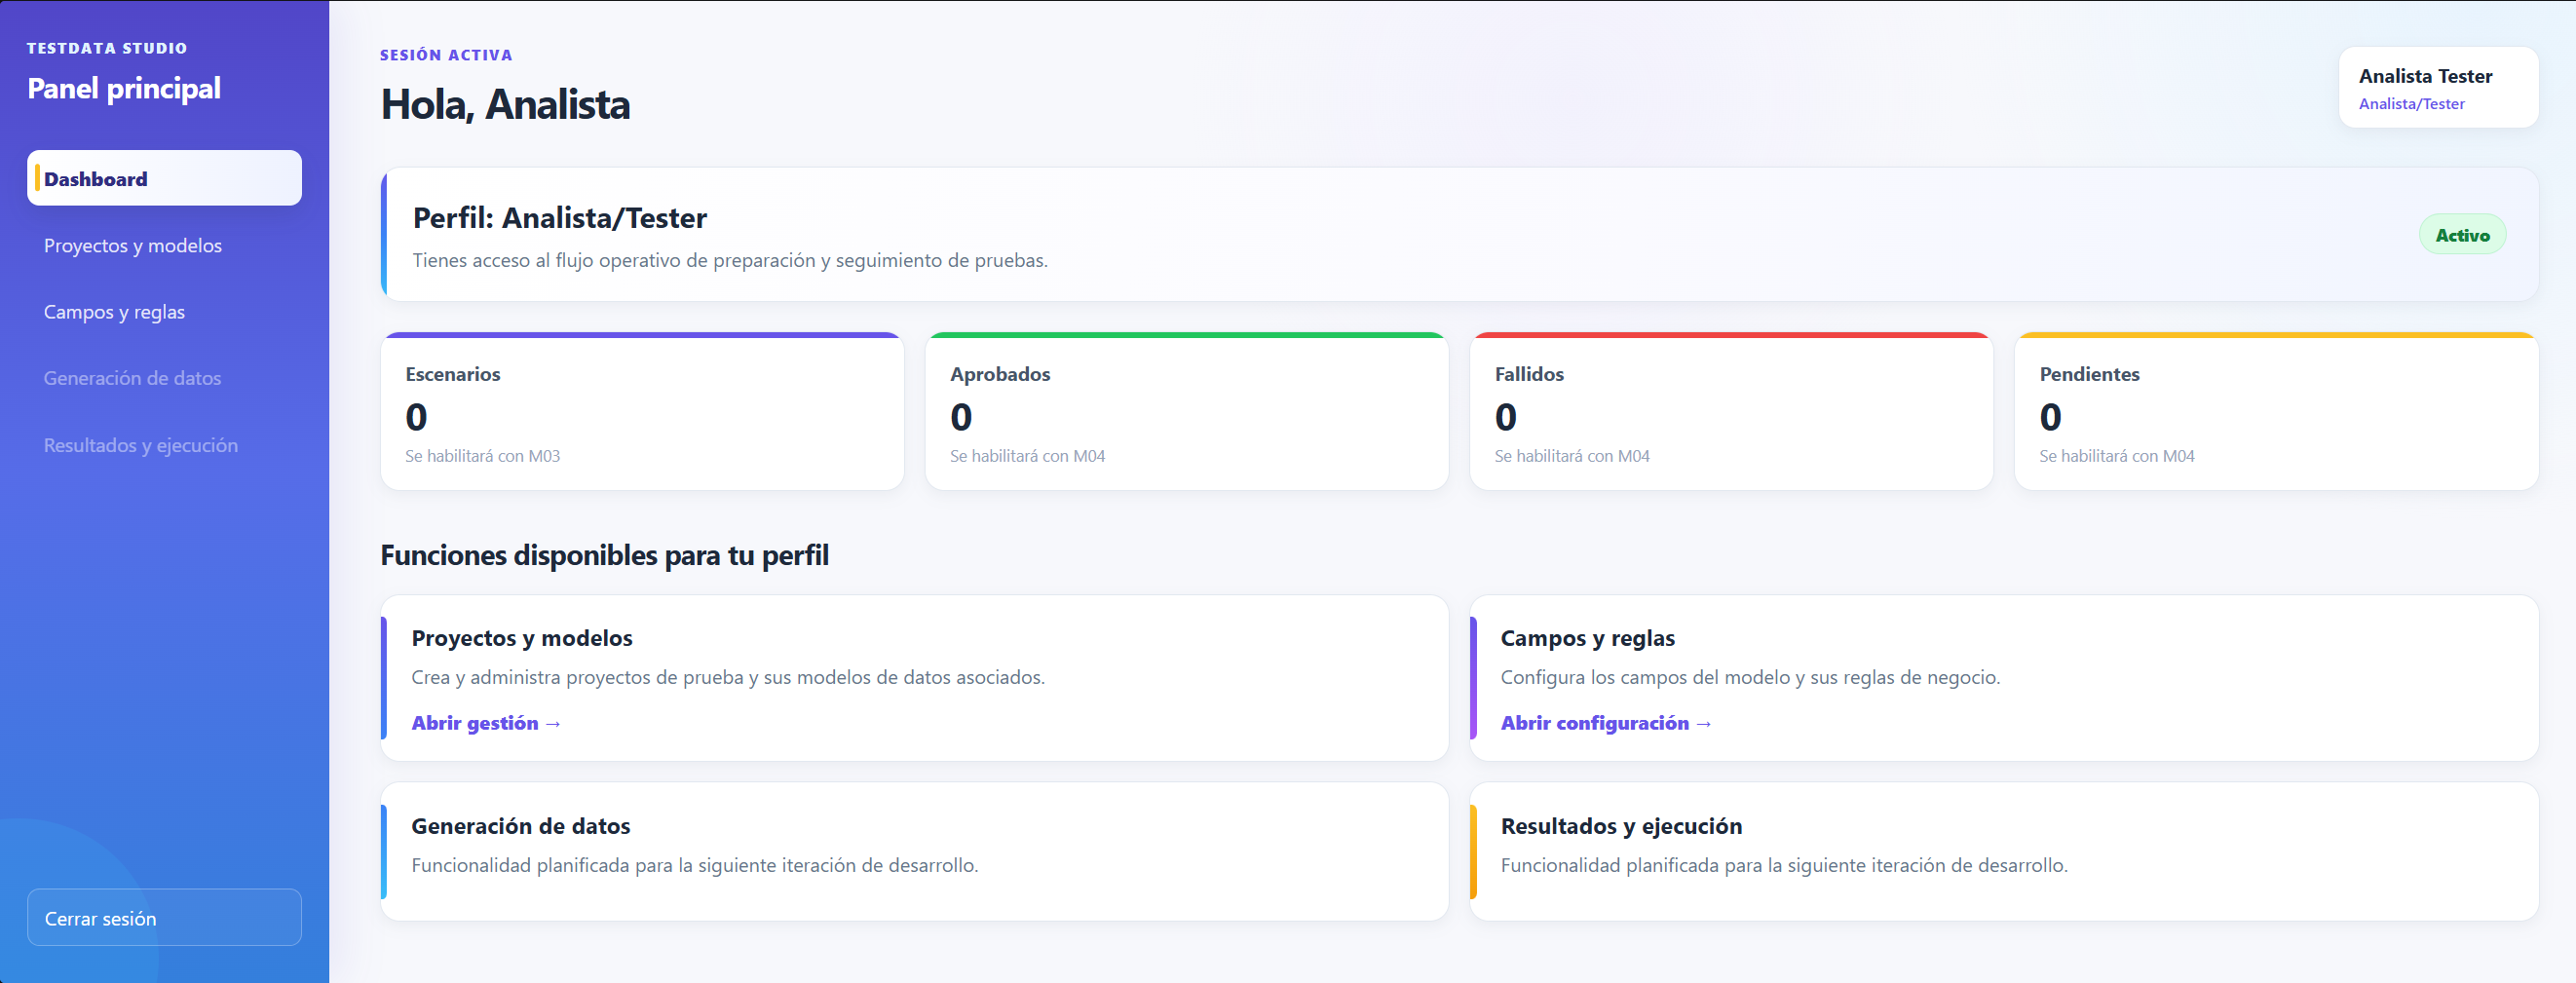 TESTDATA STUDIO
Panel principal
Dashboard
Proyectos y modelos
Campos y reglas
Generación de datos
Resultados y ejecución
Cerrar sesión
SESIÓN ACTIVA
Hola, Analista
Analista Tester
Analista/Tester
Perfil: Analista/Tester
Tienes acceso al flujo operativo de preparación y seguimiento de pruebas.
Activo
Escenarios
0
Se habilitará con M03
Aprobados
0
Se habilitará con M04
Fallidos
0
Se habilitará con M04
Pendientes
0
Se habilitará con M04
Funciones disponibles para tu perfil
Proyectos y modelos
Crea y administra proyectos de prueba y sus modelos de datos asociados.
Abrir gestión →
Campos y reglas
Configura los campos del modelo y sus reglas de negocio.
Abrir configuración →
Generación de datos
Funcionalidad planificada para la siguiente iteración de desarrollo.
Resultados y ejecución
Funcionalidad planificada para la siguiente iteración de desarrollo.